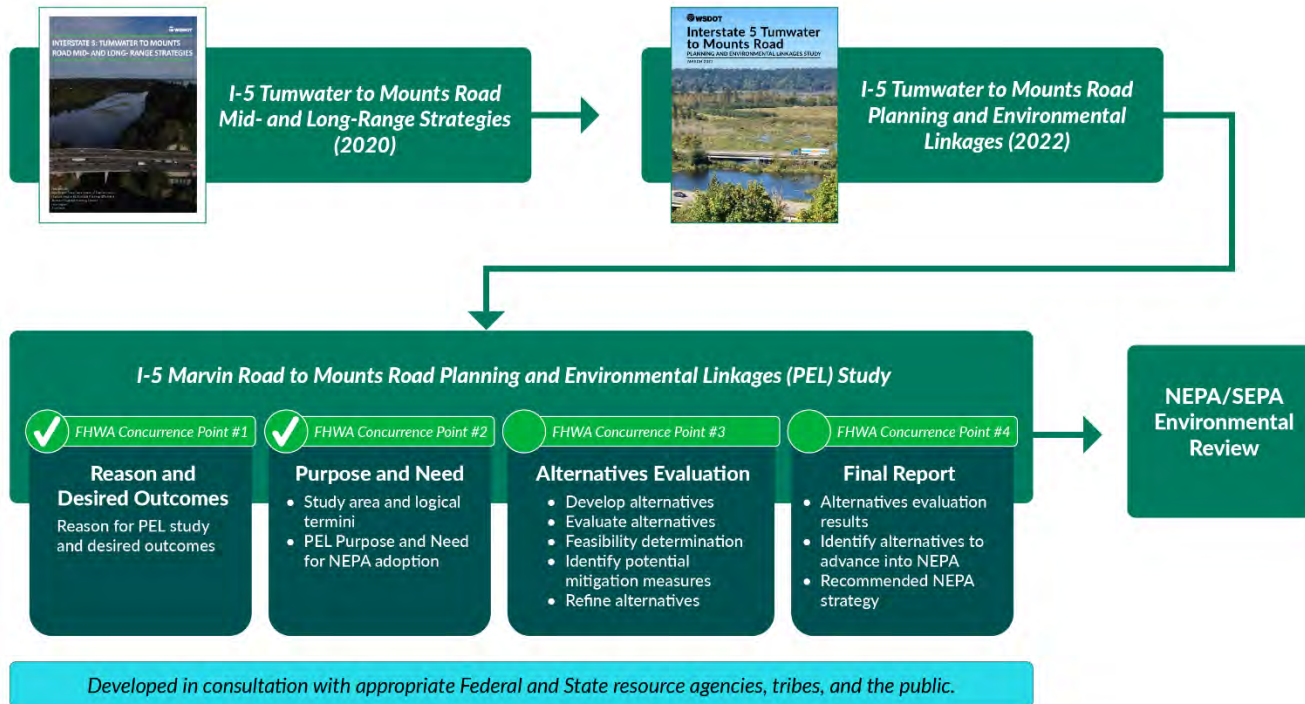 WSDOT
INTERSTATE 5: TUMWATER TO MOUNTS
ROAD MID- AND LONG- RANGE STRATEGIES
I-5 Tumwater to Mounts Road
Mid- and Long-Range Strategies
(2020)
WSDOT
Interstate 5 Tumwater
to Mounts Road
PLANNING AND ENVIRONMENTAL LINKAGES STUDY
I-5 Tumwater to Mounts Road
Planning and Environmental
Linkages (2022)
I-5 Marvin Road to Mounts Road Planning and Environmental Linkages (PEL) Study
FHWA Concurrence Point #1
Reason and
Desired Outcomes
Reason for PEL study
and desired outcomes
FHWA Concurrence Point #2
Purpose and Need
• Study area and logical
termini
• PEL Purpose and Need
for NEPA adoption
FHWA Concurrence Point #3
Alternatives Evaluation
• Develop alternatives
• Evaluate alternatives
• Feasibility determination
• Identify potential
mitigation measures
• Refine alternatives
FHWA Concurrence Point #4
Final Report
• Alternatives evaluation
results
• Identify alternatives to
advance into NEPA
• Recommended NEPA
strategy
NEPA/SEPA
Environmental
Review
Developed in consultation with appropriate Federal and State resource agencies, tribes, and the public.